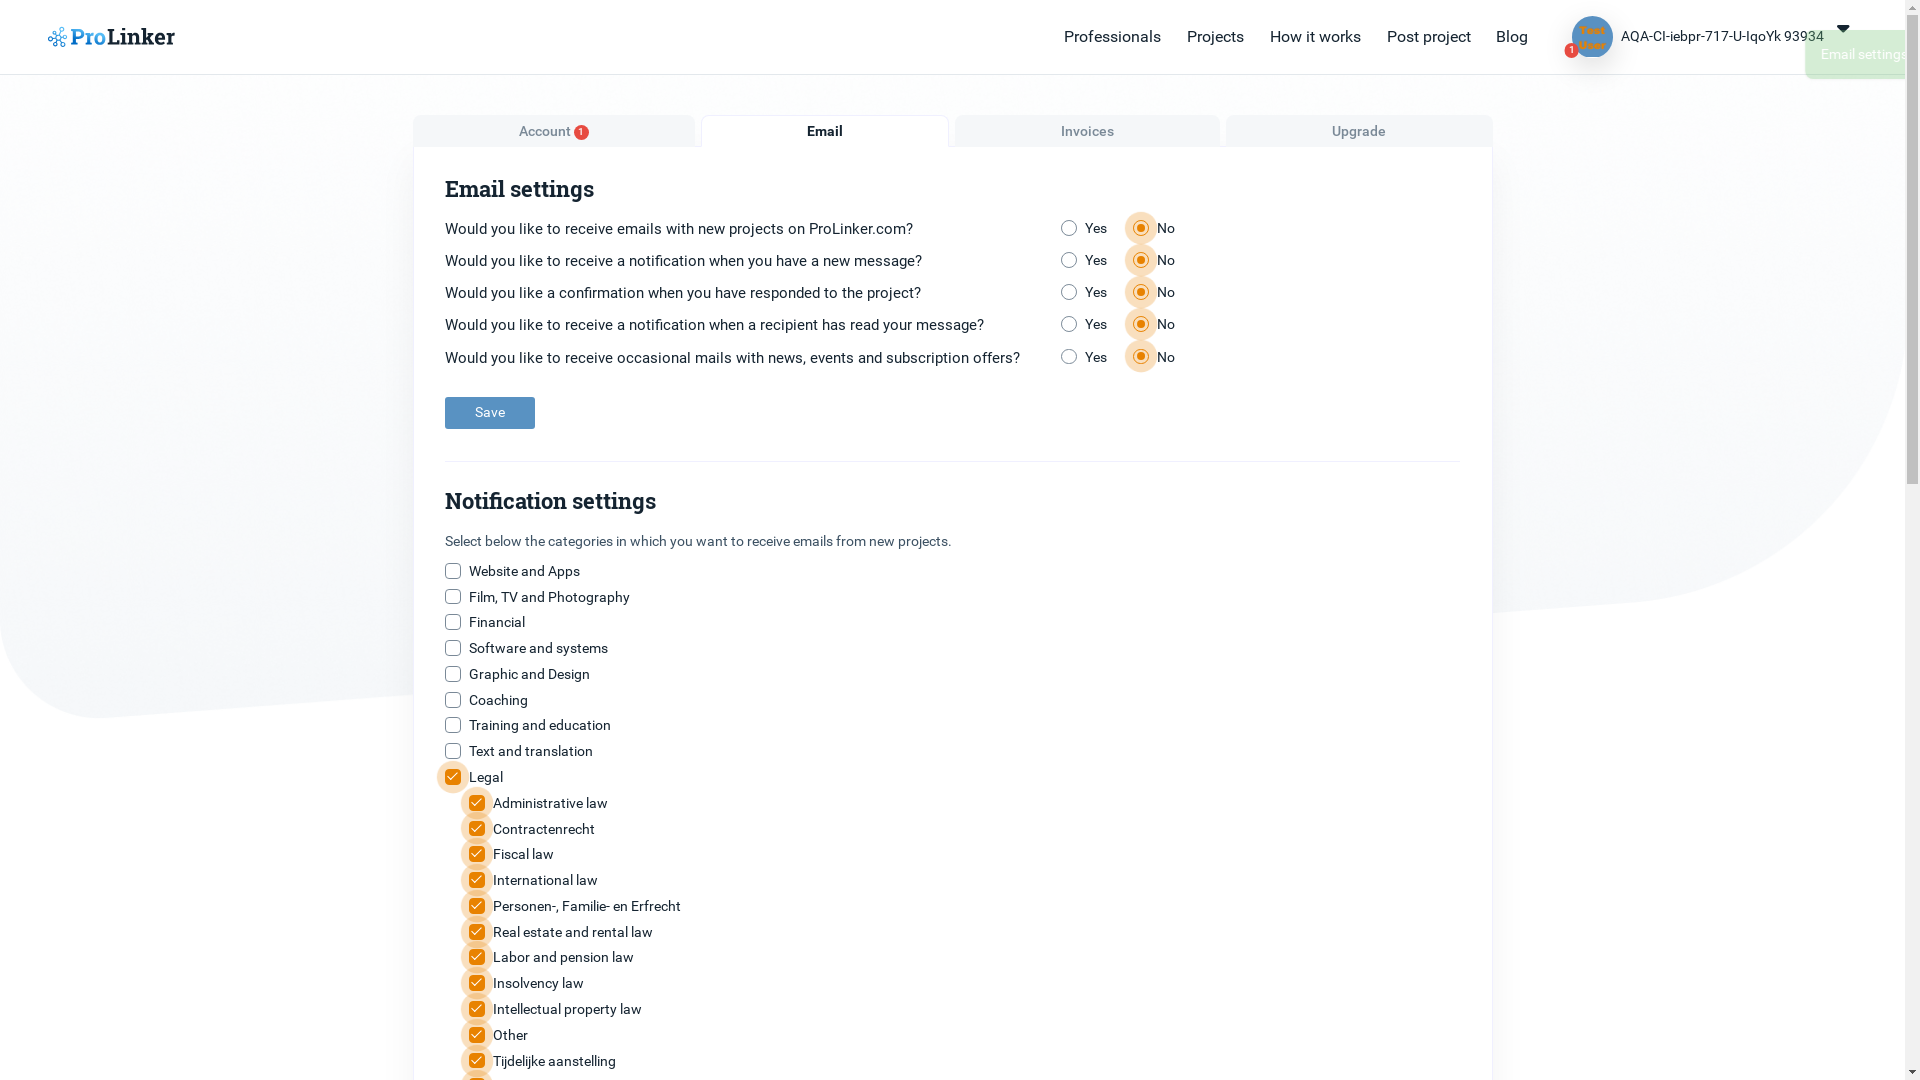 ProLinker
Professionals
Projects
How it works
Post project
Blog
Test
User
1
AQA-CI-iebpr-717-U-IqoYk 93934
Email settings
Account 1
Email
Invoices
Upgrade
Email settings
Would you like to receive emails with new projects on ProLinker.com? Yes No
Would you like to receive a notification when you have a new message? Yes No
Would you like a confirmation when you have responded to the project? Yes No
Would you like to receive a notification when a recipient has read your message? Yes No
Would you like to receive occasional mails with news, events and subscription offers? Yes No
Save
Notification settings
Select below the categories in which you want to receive emails from new projects.
Website and Apps
Film, TV and Photography
Financial
Software and systems
Graphic and Design
Coaching
Training and education
Text and translation
Legal
Administrative law
Contractenrecht
Fiscal law
International law
Personen-, Familie- en Erfrecht
Real estate and rental law
Labor and pension law
Insolvency law
Intellectual property law
Other
Tijdelijke aanstelling